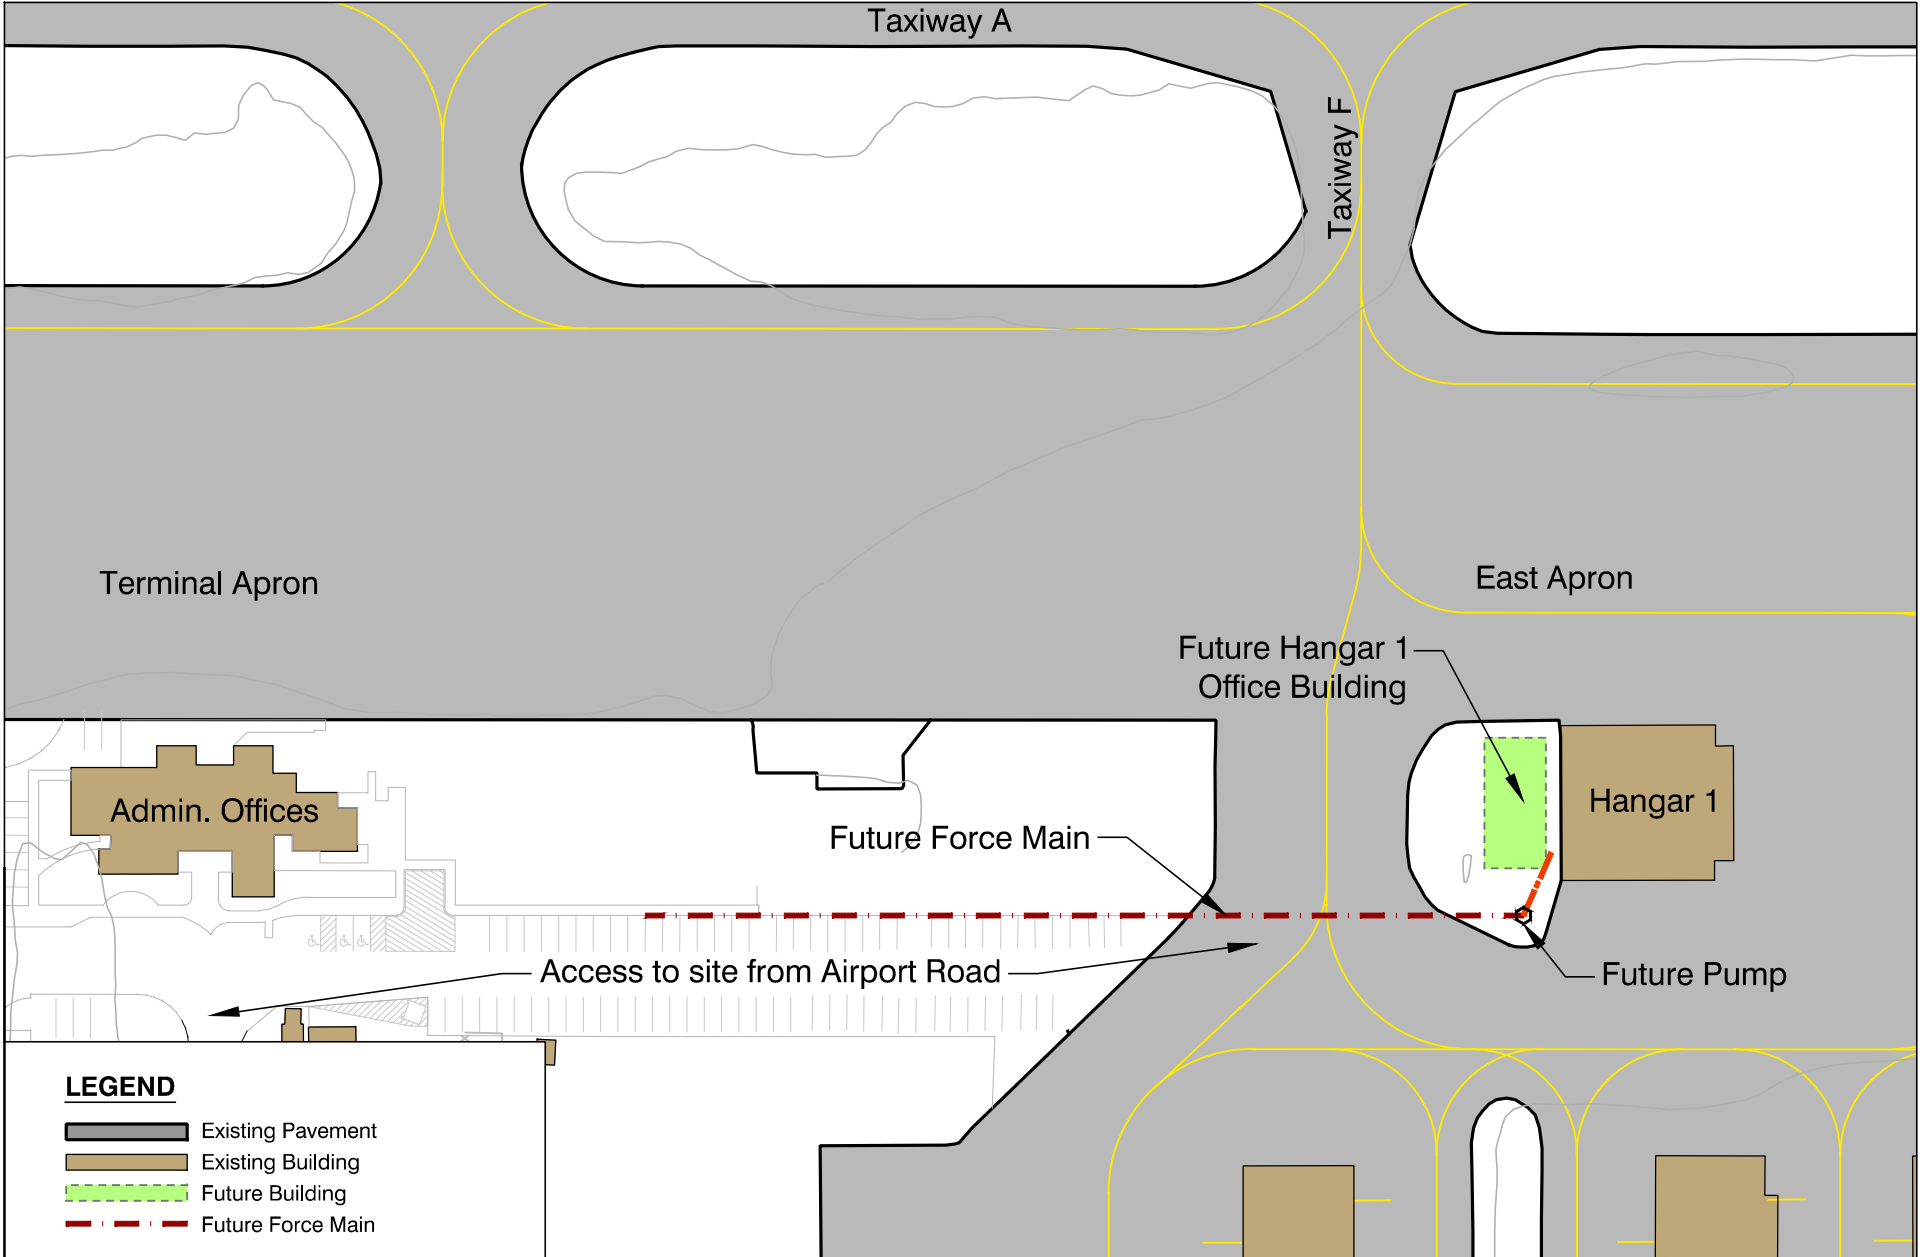 Taxiway A
Taxiway F
Terminal Apron
East Apron
Future Hangar 1
Office Building
Admin. Offices
Hangar 1
Future Force Main
Access to site from Airport Road
Future Pump
LEGEND
Existing Pavement
Existing Building
Future Building
Future Force Main